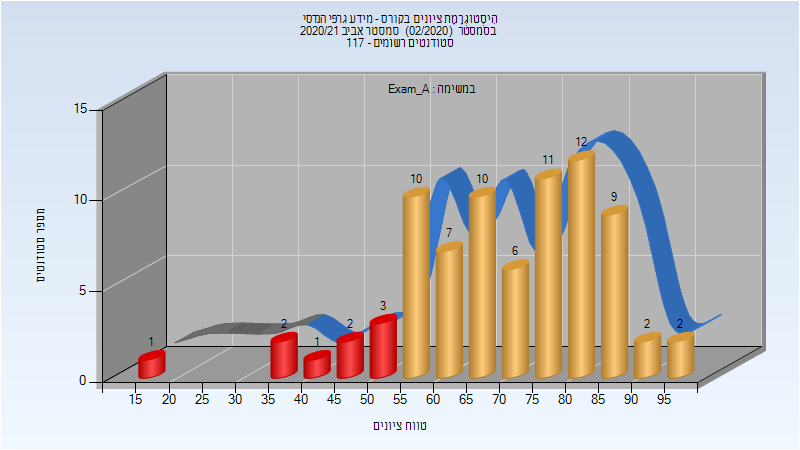 היסטוגרמת ציונים בקורס - מידע גרפי תנדסי
בסמסטר (02/2020) סמסטר אביב 2020/21
סטודנטים רשומים - 117
במשימה : Exam_A
מספר סטודנטים
15
10
5
0
1
2
1
2
3
10
7
10
6
11
12
9
2
2
15 20 25 30 35 40 45 50 55 60 65 70 75 80 85 90 95
טווח ציונים